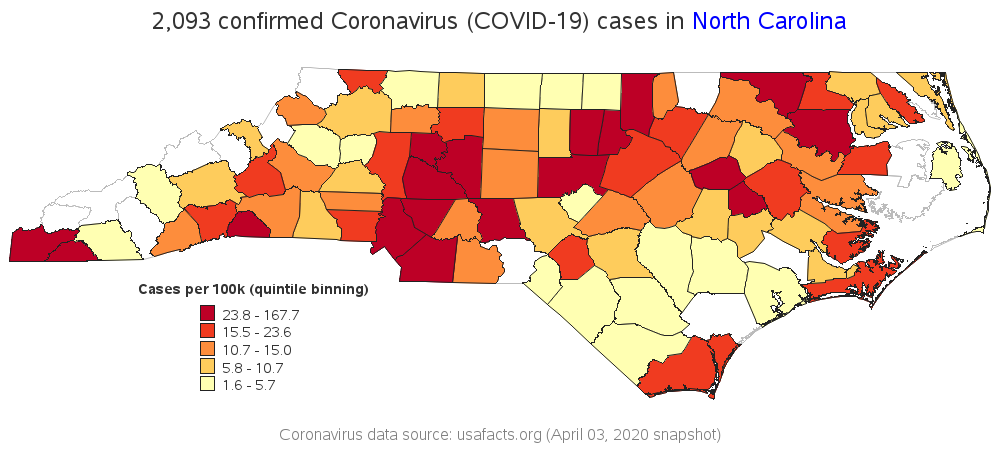 2,093 confirmed Coronavirus (COVID-19) cases in North Carolina
Cases per 100k (quintile binning)
23.8 - 167.7
15.5 - 23.6
10.7 - 15.0
5.8 - 10.7
1.6 - 5.7
Coronavirus data source: usafacts.org (April 03, 2020 snapshot)